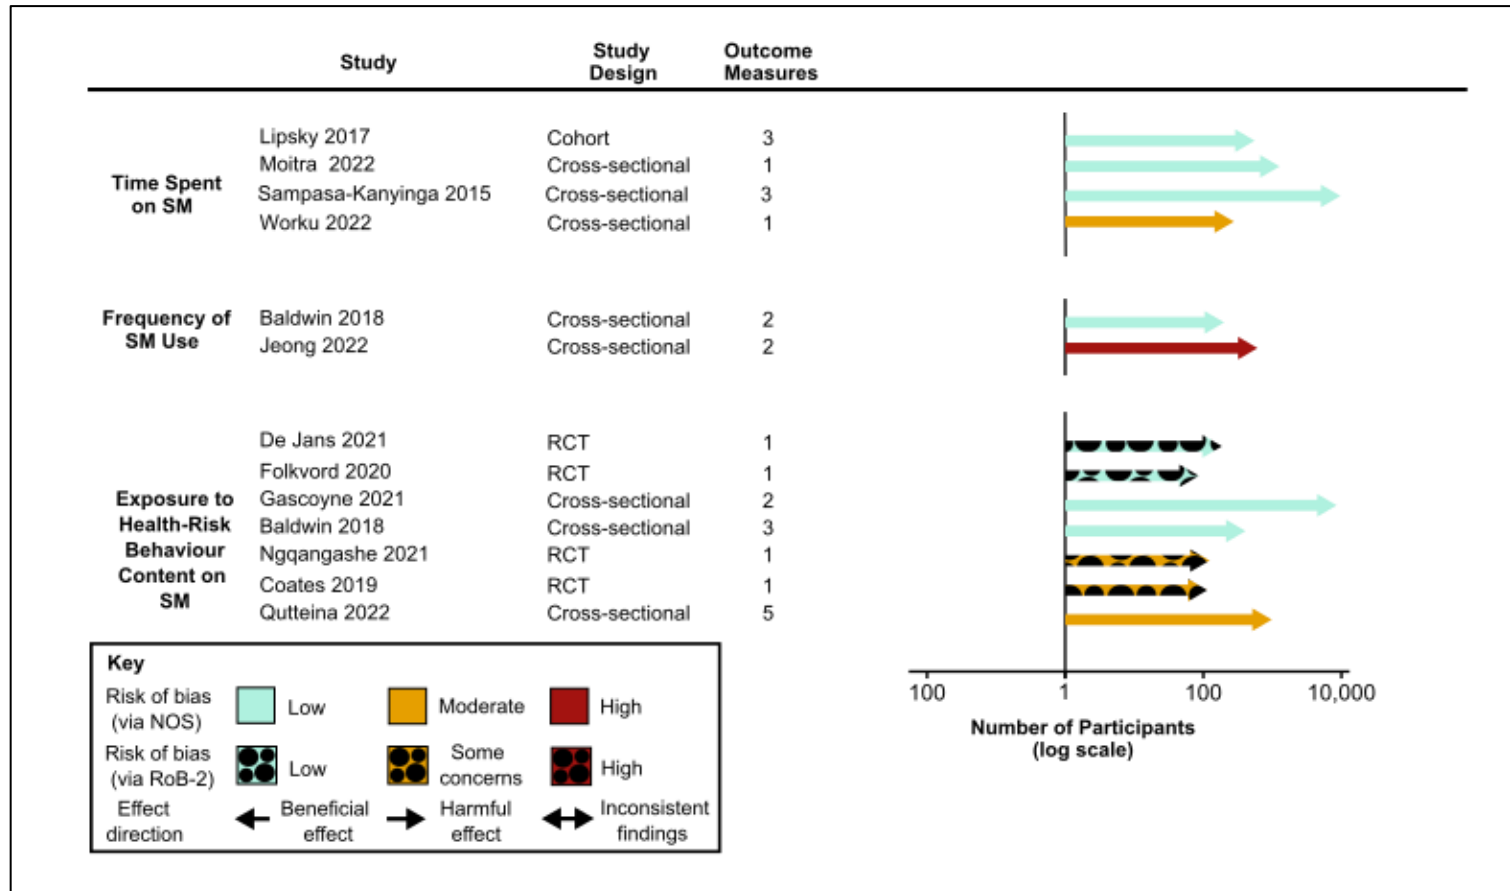 Study
Study Design
Outcome Measures
Time Spent on SM
Lipsky 2017 Cohort 3
Moitra 2022 Cross-sectional 1
Sampasa-Kanyinga 2015 Cross-sectional 3
Worku 2022 Cross-sectional 1
Frequency of SM Use
Baldwin 2018 Cross-sectional 2
Jeong 2022 Cross-sectional 2
Exposure to Health-Risk Behaviour Content on SM
De Jans 2021 RCT 1
Folkvord 2020 RCT 1
Gascoyne 2021 Cross-sectional 2
Baldwin 2018 Cross-sectional 3
Ngqangashe 2021 RCT 1
Coates 2019 RCT 1
Qutteina 2022 Cross-sectional 5
Key
Risk of bias (via NOS) Low Moderate High
Risk of bias (via RoB-2) Low Some concerns High
Effect direction Beneficial effect Harmful effect Inconsistent findings
100 1 100 10,000
Number of Participants
(log scale)